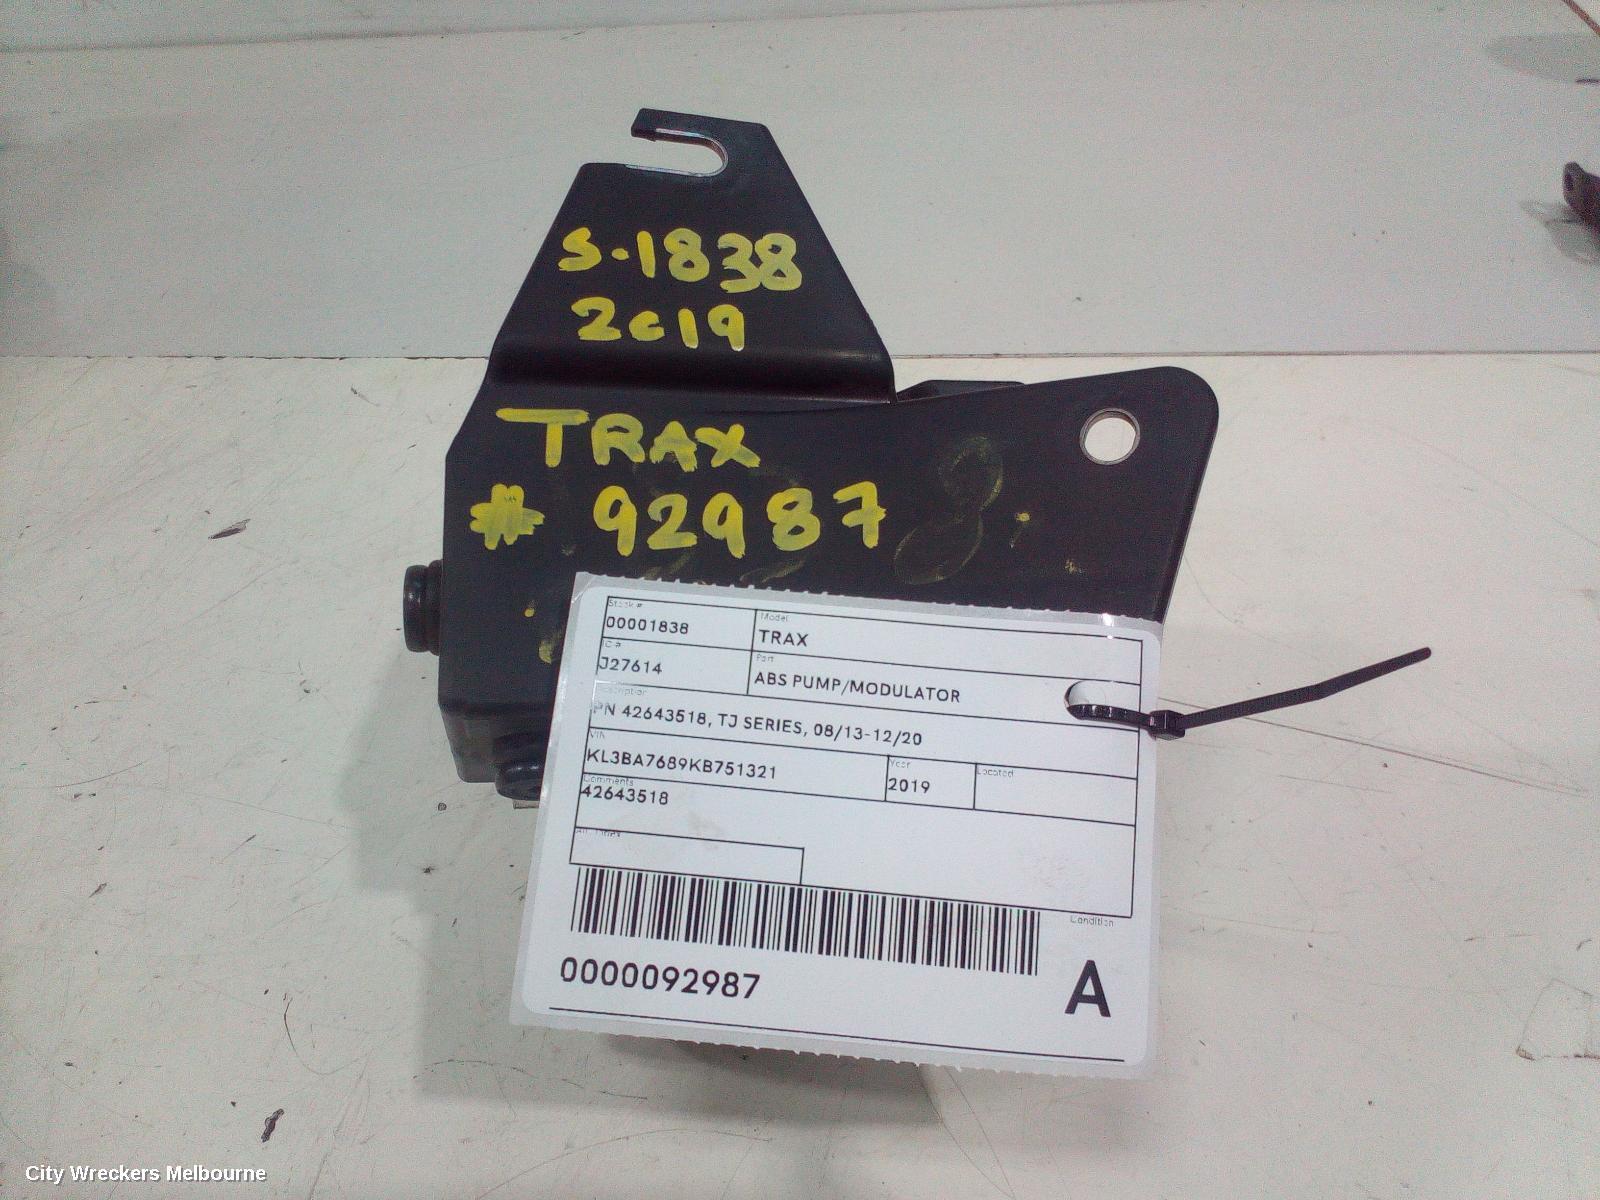 S.1838
2019
TRAX
# 92987
Stock #
00001838
Model
TRAX
IC #
J27614
Part
ABS PUMP/MODULATOR
Description
PN 42643518, TJ SERIES, 08/13-12/20
VIN
KL3BA7689KB751321
Year
2019
Located
Comments
42643518
0000092987
Condition
A
City Wreckers Melbourne